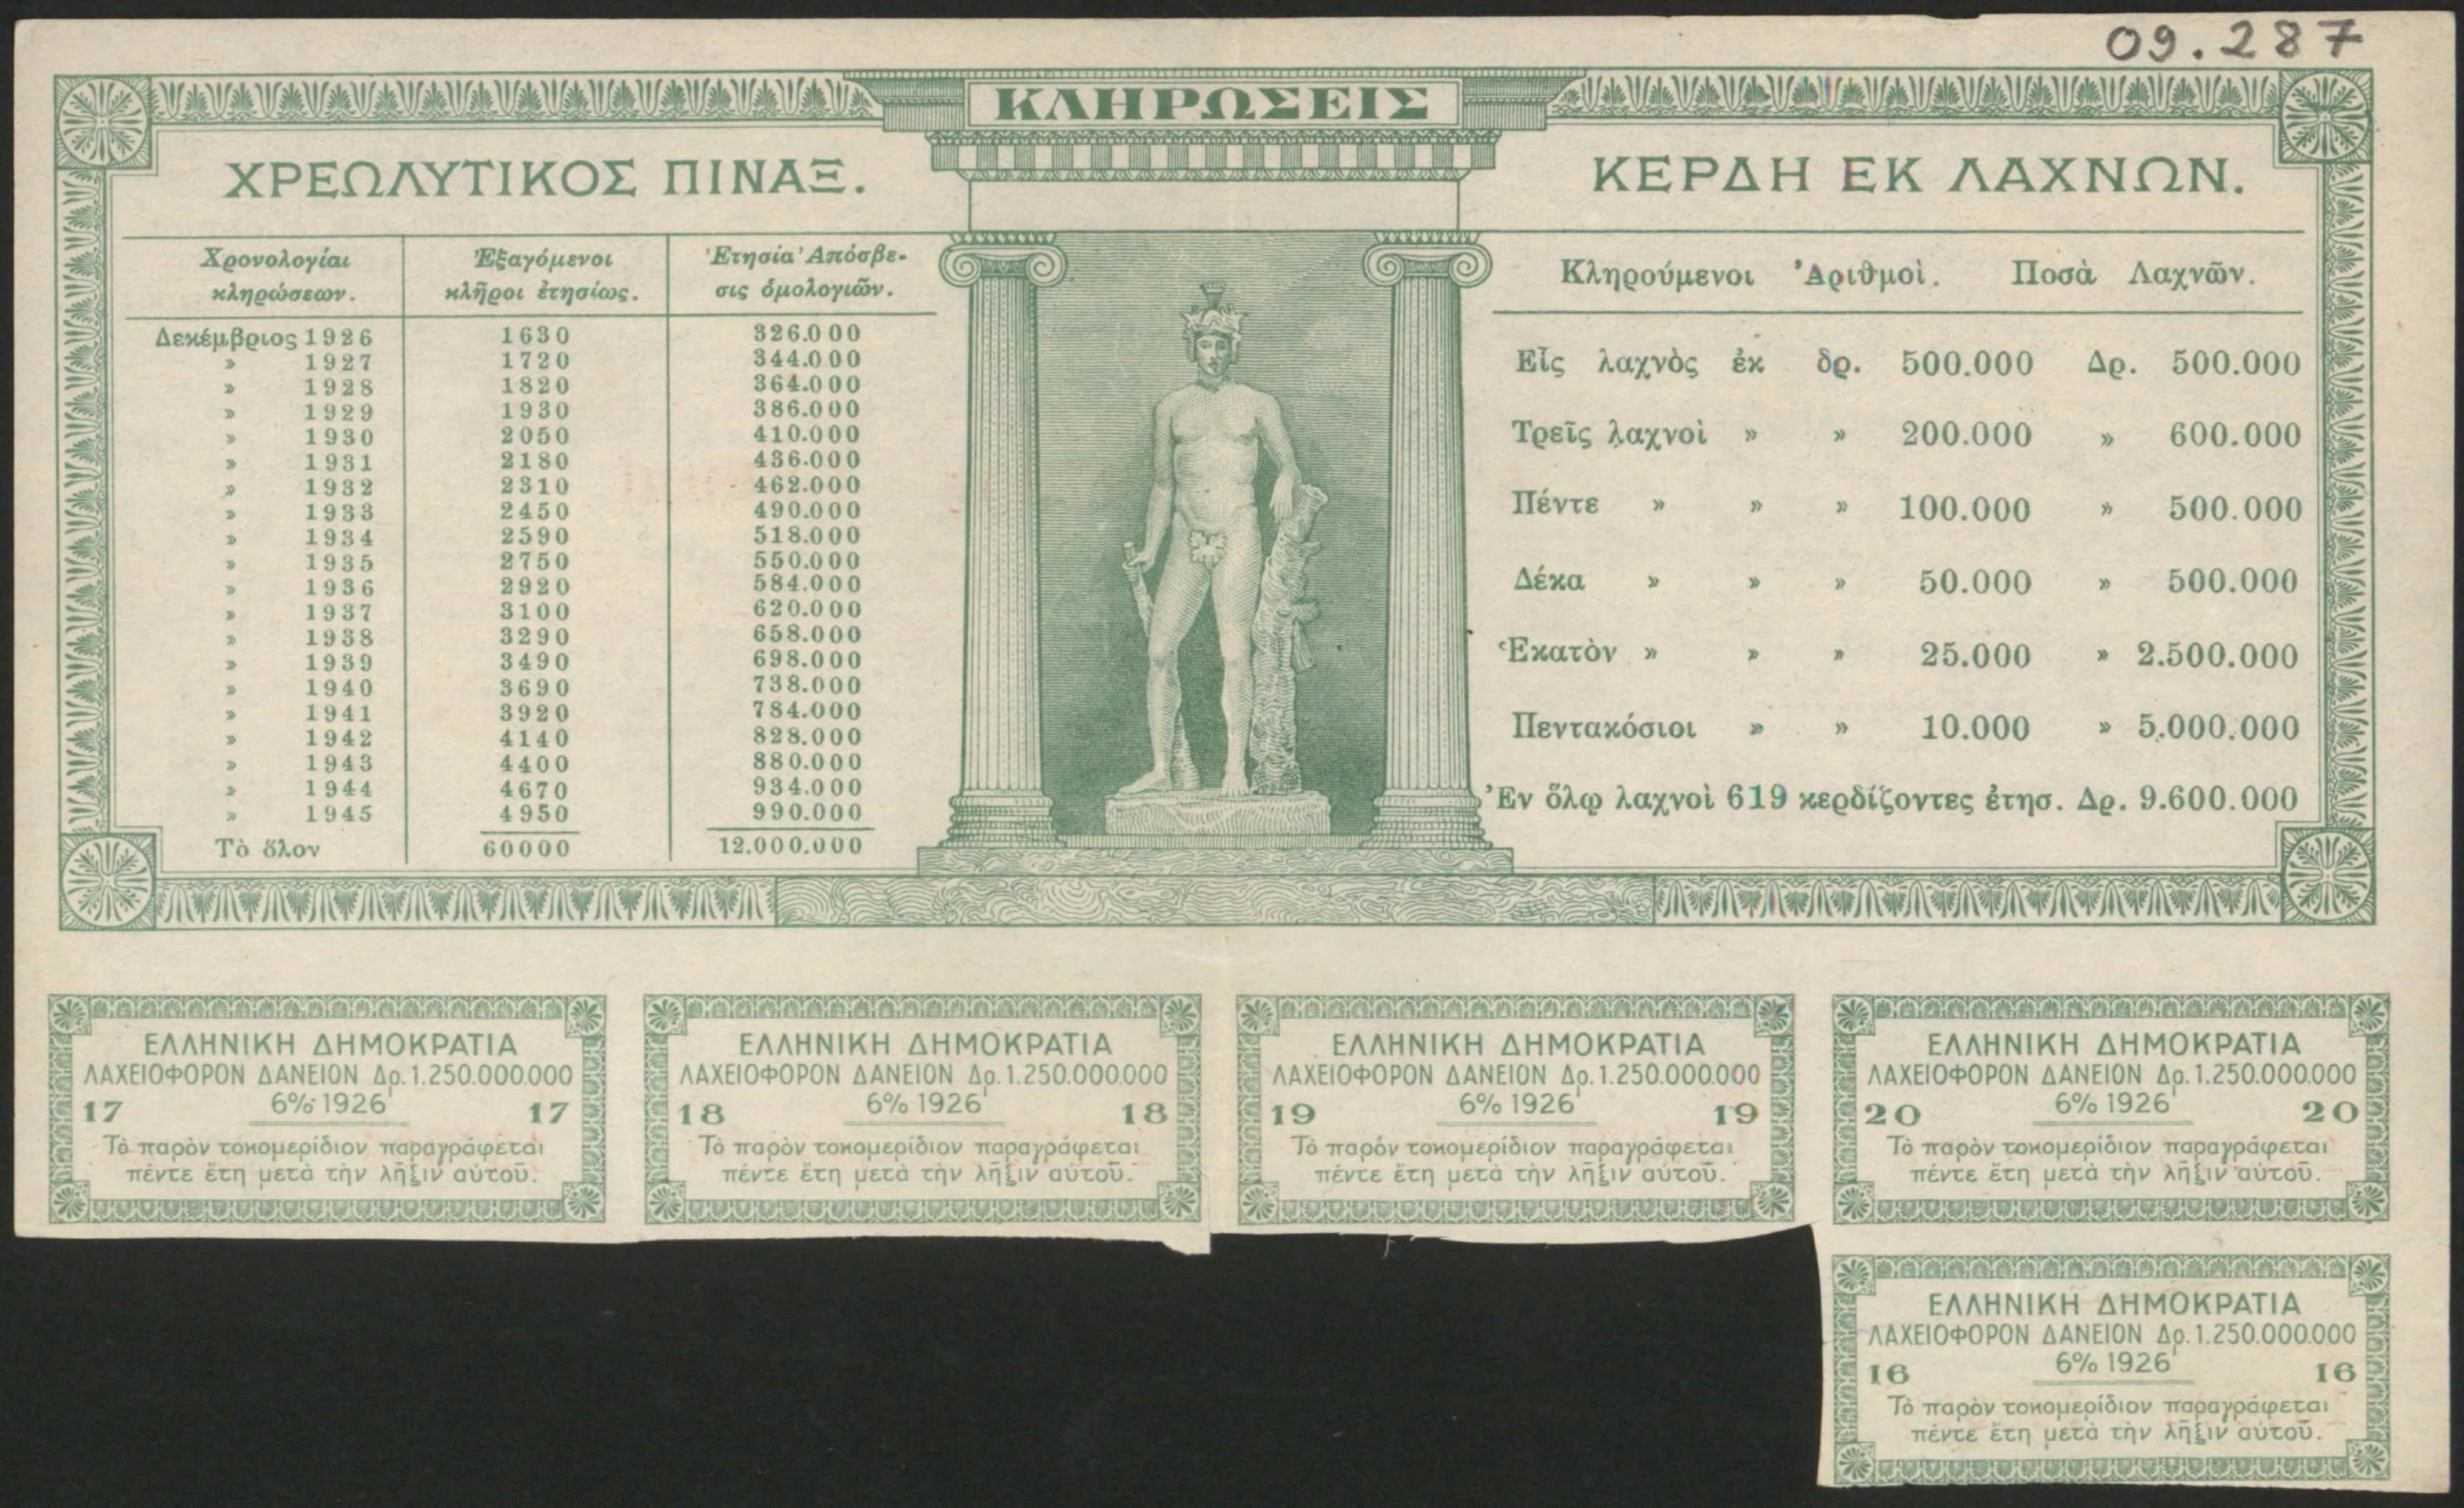 09.287
ΚΛΗΡΩΣΕΙΣ
ΧΡΕΩΛΥΤΙΚΟΣ ΠΙΝΑΞ.
Χρονολογίαι κληρώσεων. Ἐξαγόμενοι κλῆροι ἐτησίως. Ἐτησία Ἀπόσβε-σις ὁμολογιῶν.
Δεκέμβριος 1926 1630 326.000
» 1927 1720 344.000
» 1928 1820 364.000
» 1929 1930 386.000
» 1930 2050 410.000
» 1931 2180 436.000
» 1932 2310 462.000
» 1933 2450 490.000
» 1934 2590 518.000
» 1935 2750 550.000
» 1936 2920 584.000
» 1937 3100 620.000
» 1938 3290 658.000
» 1939 3490 698.000
» 1940 3690 738.000
» 1941 3920 784.000
» 1942 4140 828.000
» 1943 4400 880.000
» 1944 4670 934.000
» 1945 4950 990.000
Τὸ ὅλον 60000 12.000.000
ΚΕΡΔΗ ΕΚ ΛΑΧΝΩΝ.
Κληρούμενοι Ἀριθμοὶ. Ποσὰ Λαχνῶν.
Εἷς λαχνὸς ἐκ δρ. 500.000 Δρ. 500.000
Τρεῖς λαχνοὶ » » 200.000 » 600.000
Πέντε » » » 100.000 » 500.000
Δέκα » » » 50.000 » 500.000
Ἑκατὸν » » » 25.000 » 2.500.000
Πεντακόσιοι » » 10.000 » 5.000.000
Ἐν ὅλῳ λαχνοὶ 619 κερδίζοντες ἐτησ. Δρ. 9.600.000
ΕΛΛΗΝΙΚΗ ΔΗΜΟΚΡΑΤΙΑ
ΛΑΧΕΙΟΦΟΡΟΝ ΔΑΝΕΙΟΝ Δρ. 1.250.000.000
17 6% 1926 17
Τὸ παρὸν τοκομερίδιον παραγράφεται
πέντε ἔτη μετὰ τὴν λῆξιν αὐτοῦ.
ΕΛΛΗΝΙΚΗ ΔΗΜΟΚΡΑΤΙΑ
ΛΑΧΕΙΟΦΟΡΟΝ ΔΑΝΕΙΟΝ Δρ. 1.250.000.000
18 6% 1926 18
Τὸ παρὸν τοκομερίδιον παραγράφεται
πέντε ἔτη μετὰ τὴν λῆξιν αὐτοῦ.
ΕΛΛΗΝΙΚΗ ΔΗΜΟΚΡΑΤΙΑ
ΛΑΧΕΙΟΦΟΡΟΝ ΔΑΝΕΙΟΝ Δρ. 1.250.000.000
19 6% 1926 19
Τὸ παρόν τοκομερίδιον παραγράφεται
πέντε ἔτη μετὰ τὴν λῆξιν αὐτοῦ.
ΕΛΛΗΝΙΚΗ ΔΗΜΟΚΡΑΤΙΑ
ΛΑΧΕΙΟΦΟΡΟΝ ΔΑΝΕΙΟΝ Δρ. 1.250.000.000
20 6% 1926 20
Τὸ παρὸν τοκομερίδιον παραγράφεται
πέντε ἔτη μετὰ τὴν λῆξιν αὐτοῦ.
ΕΛΛΗΝΙΚΗ ΔΗΜΟΚΡΑΤΙΑ
ΛΑΧΕΙΟΦΟΡΟΝ ΔΑΝΕΙΟΝ Δρ. 1.250.000.000
16 6% 1926 16
Τὸ παρὸν τοκομερίδιον παραγράφεται
πέντε ἔτη μετὰ τὴν λῆξιν αὐτοῦ.